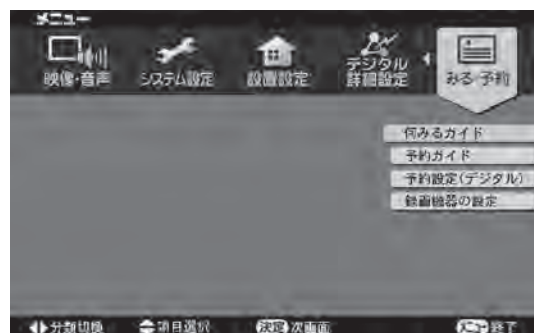 メニュー
映像・音声
システム設定
設置設定
デジタル
詳細設定
みる・予約
何みるガイド
予約ガイド
予約設定(デジタル)
録画機器の設定
分類切換 項目選択 決定 次画面 メニュー 終了